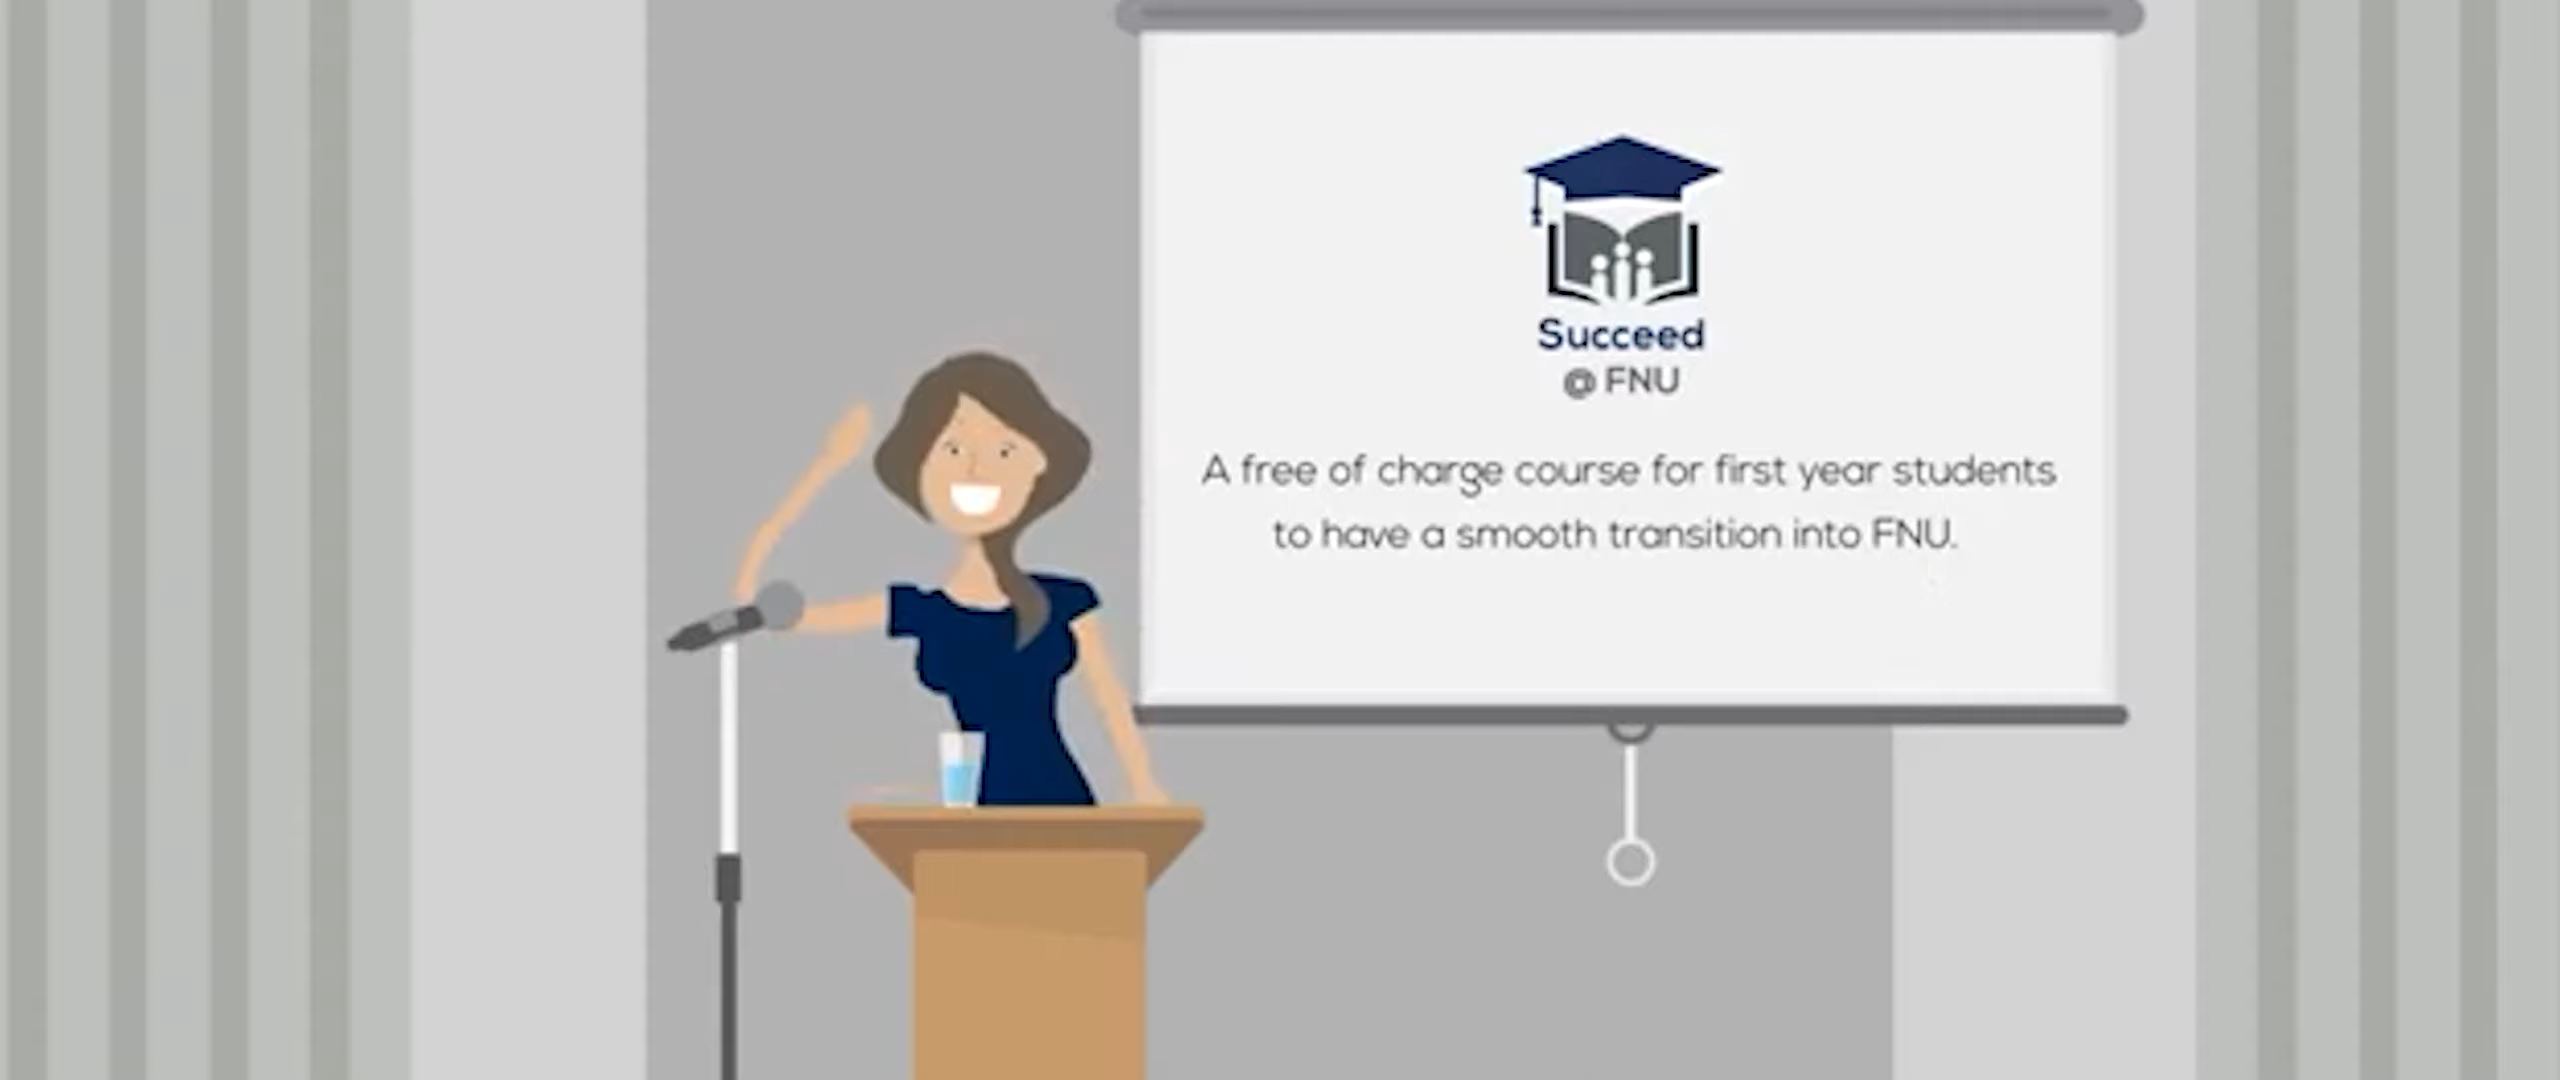 Succeed
@ FNU
A free of charge course for first year students
to have a smooth transition into FNU.